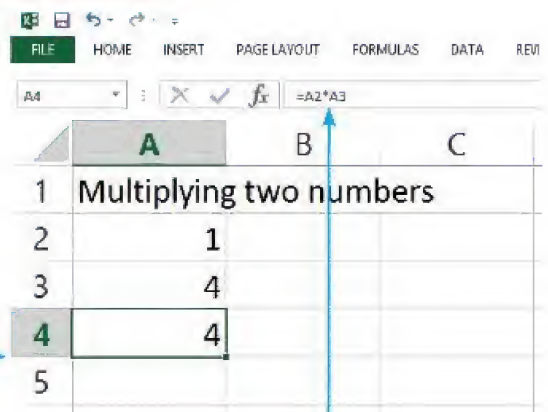 FILE HOME INSERT PAGE LAYOUT FORMULAS DATA REVI
A4 fx =A2*A3
A B C
1 Multiplying two numbers
2 1
3 4
4 4
5